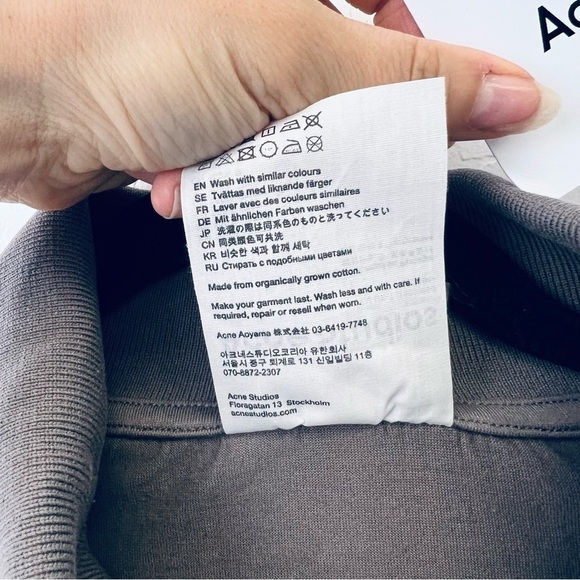 Ac
EN Wash with similar colours
SE Tvättas med liknande färger
FR Laver avec des couleurs similaires
DE Mit ähnlichen Farben waschen
JP 洗濯の際は同系色のものと洗ってください
CN 同类颜色可共洗
KR 비슷한 색과 함께 세탁
RU Стирать с подобными цветами
Made from organically grown cotton.
Make your garment last. Wash less and with care. If
required, repair or resell when worn.
Acne Aoyama 株式会社 03-6419-7748
아크네스튜디오코리아 유한회사
서울시 중구 퇴계로 131 신일빌딩 11층
070-8872-2307
Acne Studios
Floragatan 13 Stockholm
acnestudios.com